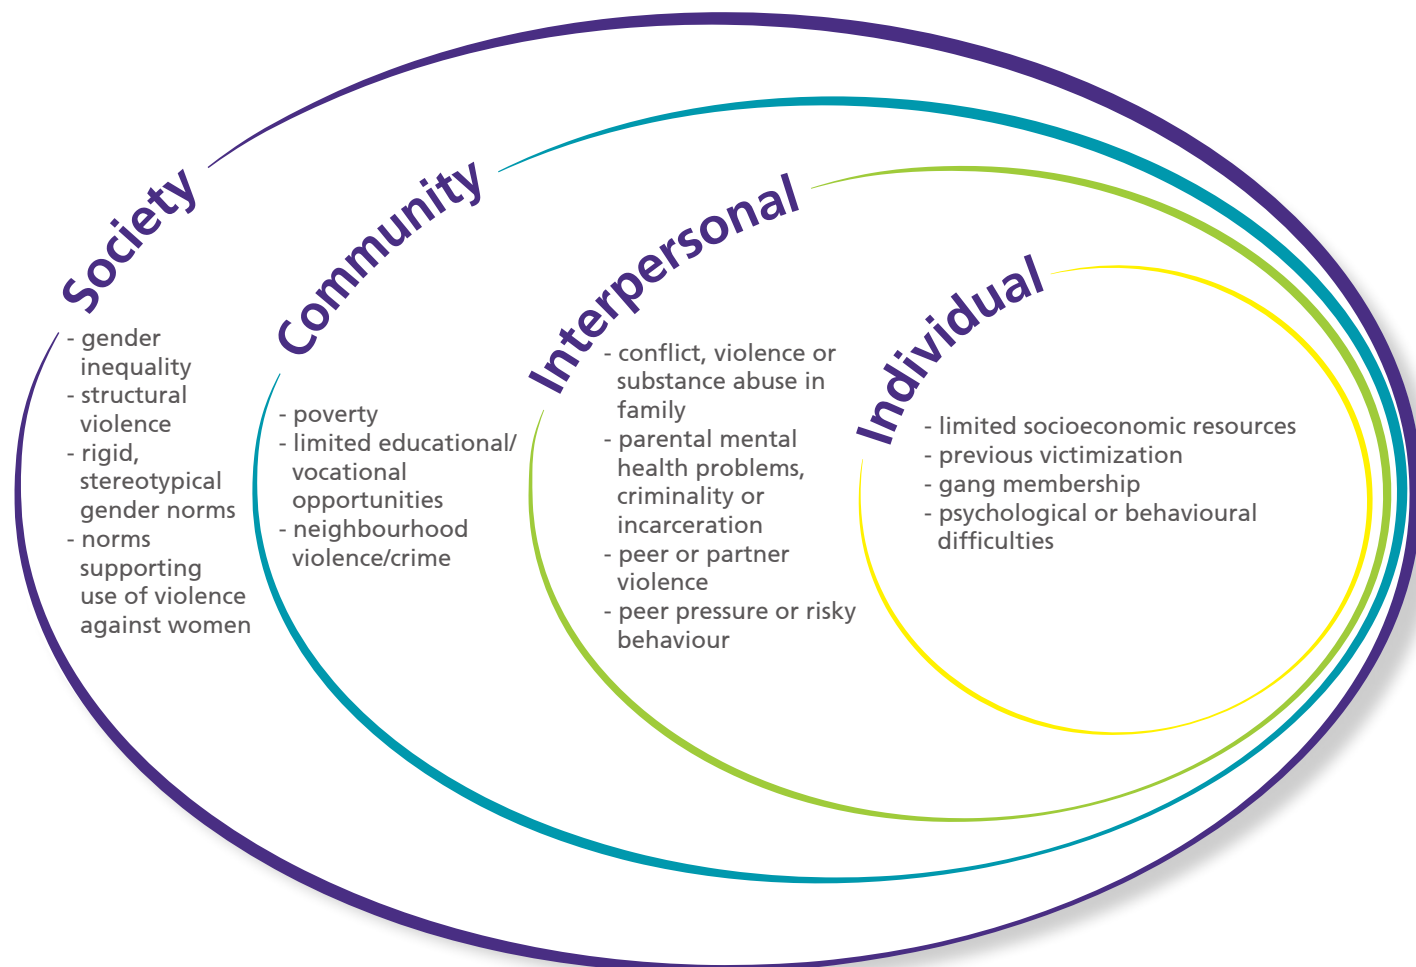 Society
- gender
inequality
- structural
violence
- rigid,
stereotypical
gender norms
- norms
supporting
use of violence
against women
Community
- poverty
- limited educational/
vocational
opportunities
- neighbourhood
violence/crime
Interpersonal
- conflict, violence or
substance abuse in
family
- parental mental
health problems,
criminality or
incarceration
- peer or partner
violence
- peer pressure or risky
behaviour
Individual
- limited socioeconomic resources
- previous victimization
- gang membership
- psychological or behavioural
difficulties